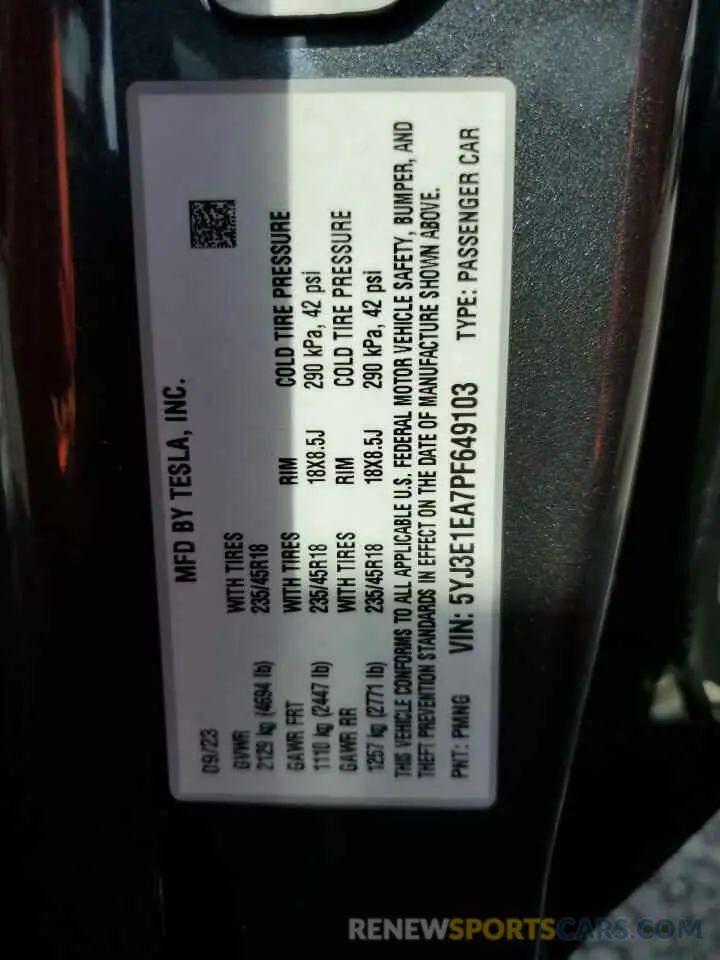 MFD BY TESLA, INC.
09/23
GVWR WITH TIRES
2129 kg (4694 lb) 235/45R18
GAWR FRT WITH TIRES RIM COLD TIRE PRESSURE
1110 kg (2447 lb) 235/45R18 18X8.5J 290 kPa, 42 psi
GAWR RR WITH TIRES RIM COLD TIRE PRESSURE
1257 kg (2771 lb) 235/45R18 18X8.5J 290 kPa, 42 psi
THIS VEHICLE CONFORMS TO ALL APPLICABLE U.S. FEDERAL MOTOR VEHICLE SAFETY, BUMPER, AND
THEFT PREVENTION STANDARDS IN EFFECT ON THE DATE OF MANUFACTURE SHOWN ABOVE.
PKT: PMNG VIN: 5YJ3E1EA7PF649103 TYPE: PASSENGER CAR
RENEWSPORTSCARS.COM